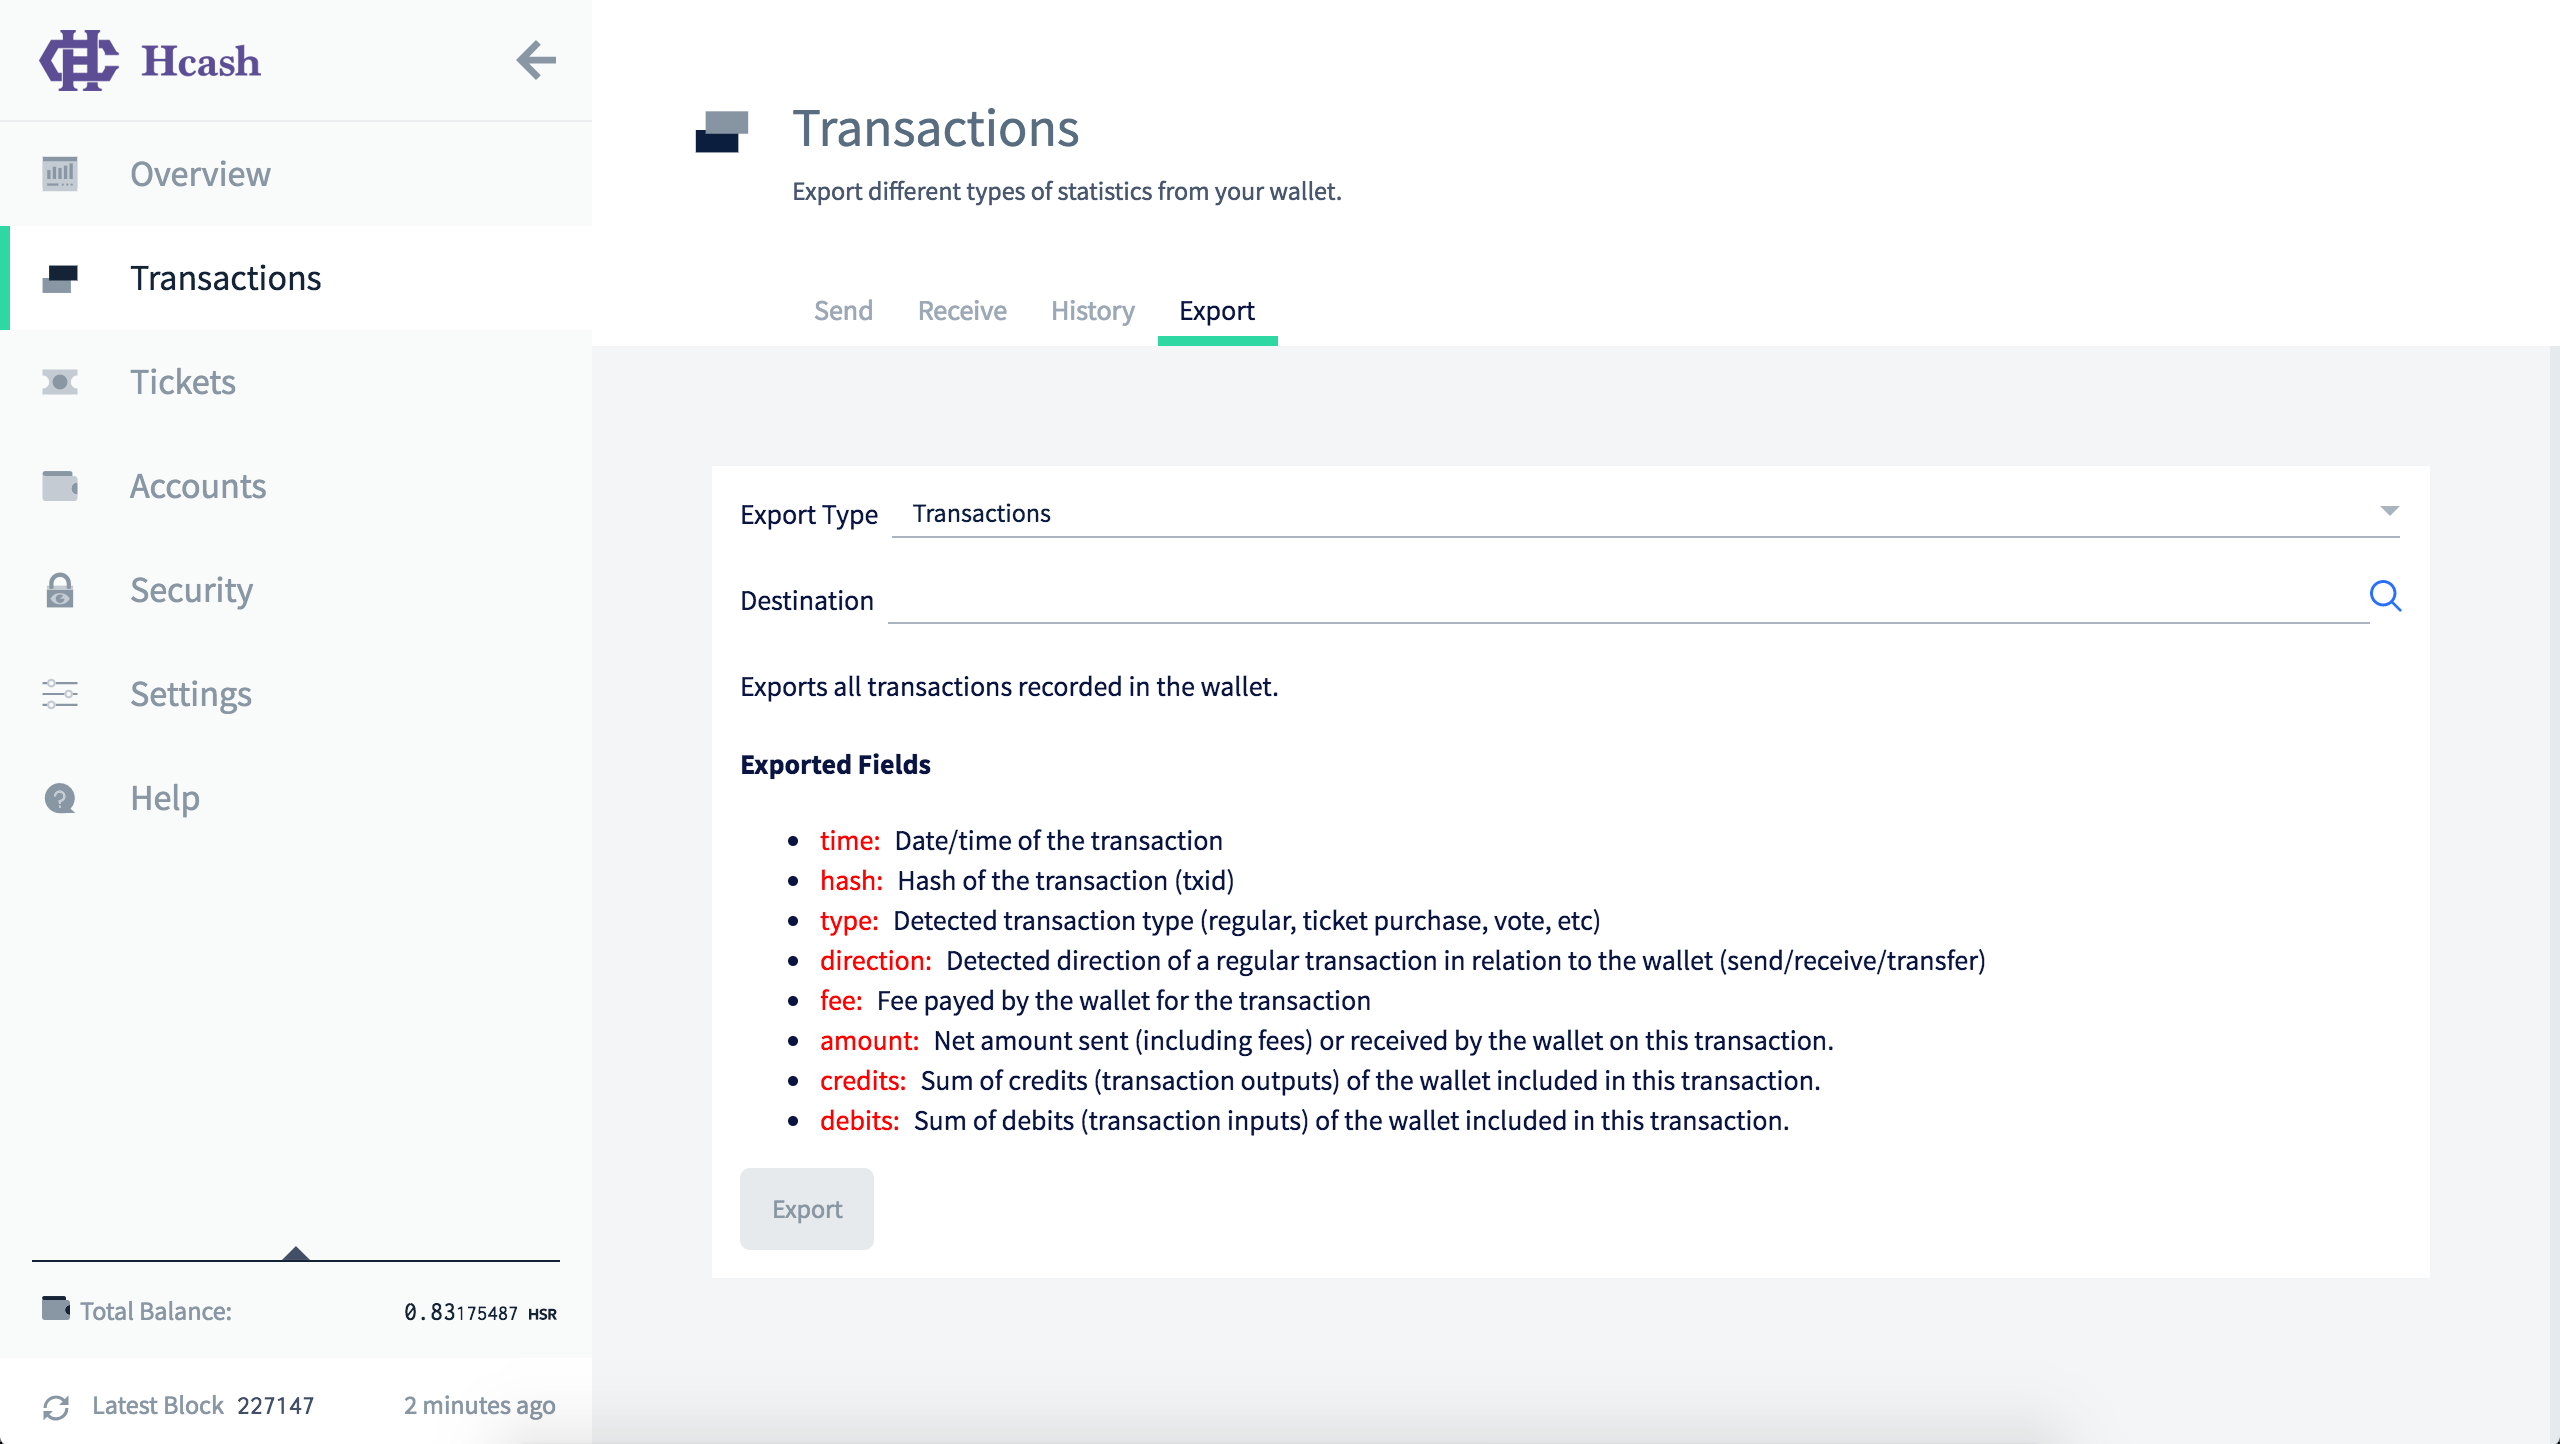 Hcash
Overview
Transactions
Tickets
Accounts
Security
Settings
Help
Total Balance: 0.83175487 HSR
Latest Block 227147 2 minutes ago
Transactions
Export different types of statistics from your wallet.
Send Receive History Export
Export Type Transactions
Destination
Exports all transactions recorded in the wallet.
Exported Fields
time: Date/time of the transaction
hash: Hash of the transaction (txid)
type: Detected transaction type (regular, ticket purchase, vote, etc)
direction: Detected direction of a regular transaction in relation to the wallet (send/receive/transfer)
fee: Fee payed by the wallet for the transaction
amount: Net amount sent (including fees) or received by the wallet on this transaction.
credits: Sum of credits (transaction outputs) of the wallet included in this transaction.
debits: Sum of debits (transaction inputs) of the wallet included in this transaction.
Export